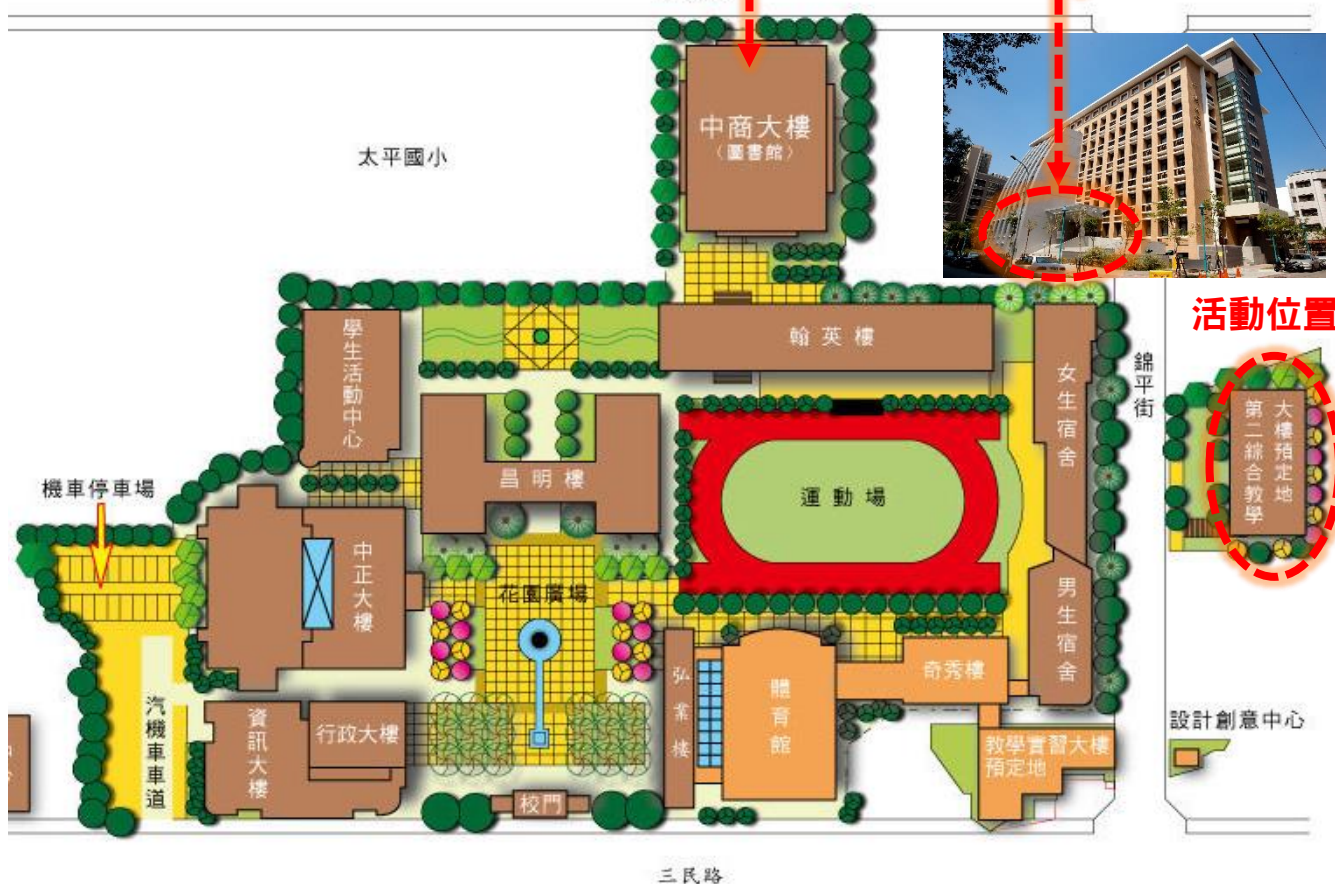 中商大樓
(圖書館)
太平國小
活動位置
學生活動中心
翰英樓
女生宿舍
錦平街
大樓預定地
第二綜合教學
機車停車場
昌明樓
運動場
中正大樓
花園廣場
男生宿舍
弘業樓
體育館
奇秀樓
汽機車車道
資訊大樓
行政大樓
設計創意中心
教學實習大樓
預定地
校門
三民路